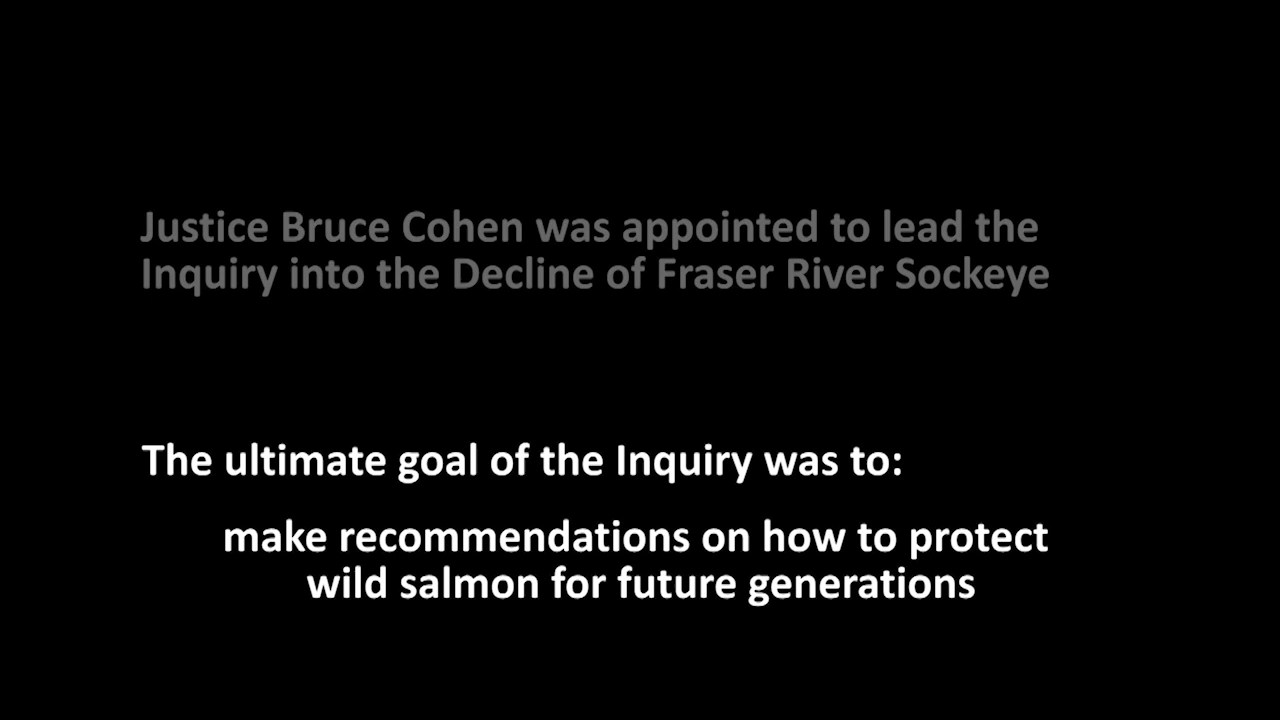 Justice Bruce Cohen was appointed to lead the
Inquiry into the Decline of Fraser River Sockeye
The ultimate goal of the Inquiry was to:
make recommendations on how to protect
wild salmon for future generations